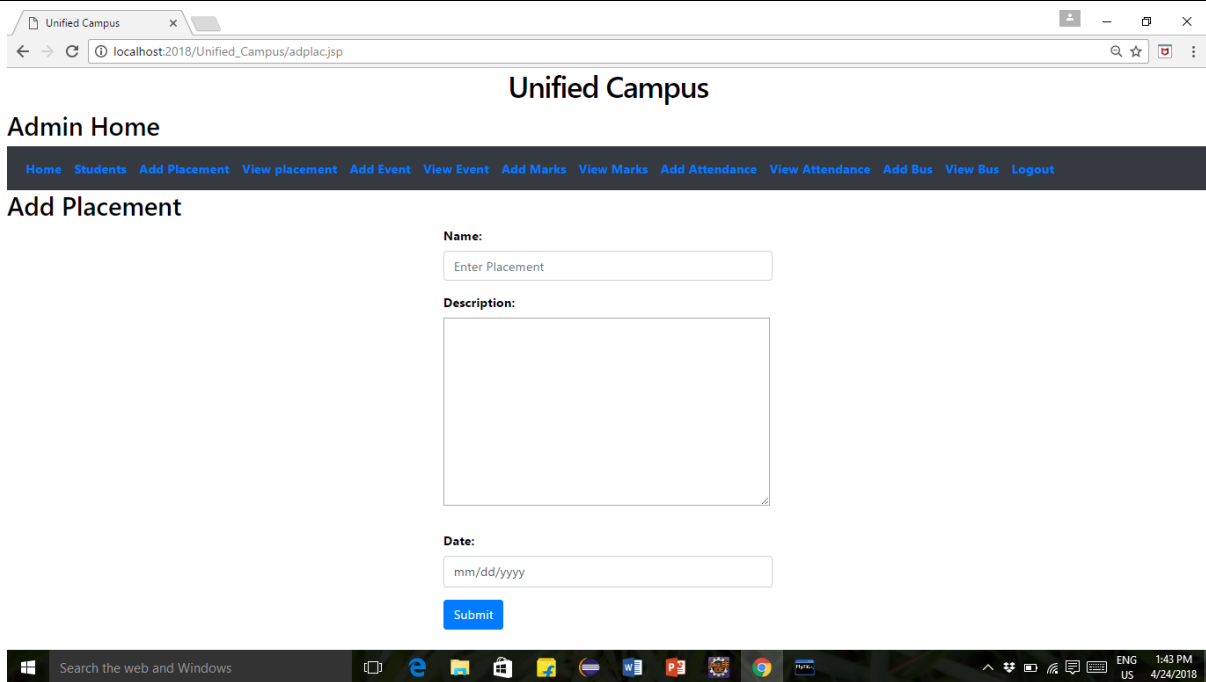 Unified Campus
localhost:2018/Unified_Campus/adplac.jsp
Unified Campus
Admin Home
Home Students Add Placement View placement Add Event View Event Add Marks View Marks Add Attendance View Attendance Add Bus View Bus Logout
Add Placement
Name:
Enter Placement
Description:
Date:
mm/dd/yyyy
Submit
Search the web and Windows
ENG 1:43 PM
US 4/24/2018